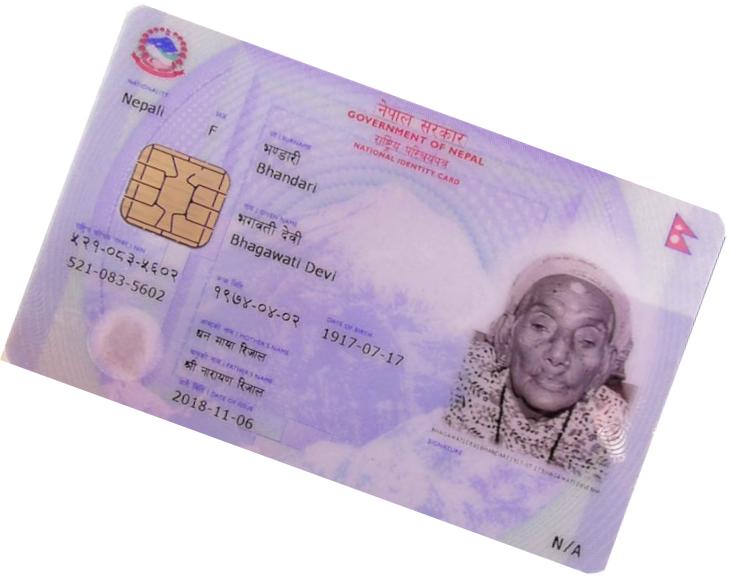 नेपाल सरकार
GOVERNMENT OF NEPAL
राष्ट्रिय परिचयपत्र
NATIONAL IDENTITY CARD
NATIONALITY
Nepali
SEX
F
थर / SURNAME
भण्डारी
Bhandari
नाम / GIVEN NAME
भगवती देवी
Bhagawati Devi
राष्ट्रिय परिचय नम्बर / NIN
५२१-०८३-५६०२
521-083-5602
जन्म मिति
१९७४-०४-०२
DATE OF BIRTH
1917-07-17
आमाको नाम / MOTHER'S NAME
धन माया रिजाल
बाबुको नाम / FATHER'S NAME
श्री नारायण रिजाल
जारी मिति / DATE OF ISSUE
2018-11-06
SIGNATURE
N/A